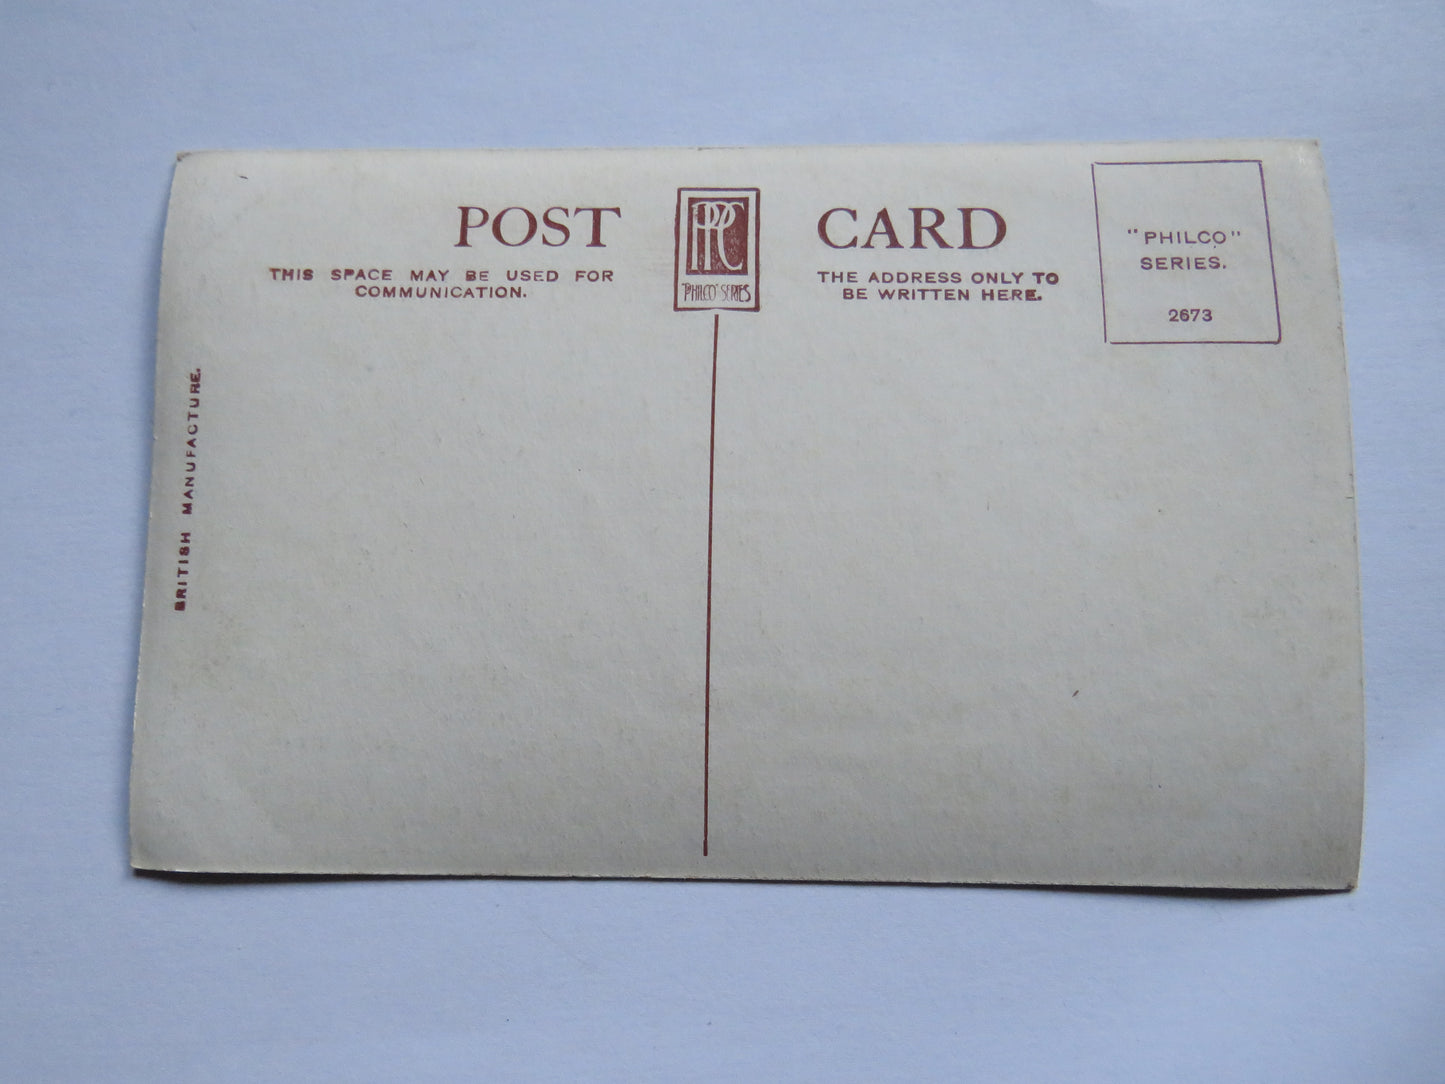 POST CARD
THIS SPACE MAY BE USED FOR
COMMUNICATION.
PPC
"PHILCO" SERIES
THE ADDRESS ONLY TO
BE WRITTEN HERE.
"PHILCO"
SERIES.
2673
BRITISH MANUFACTURE.